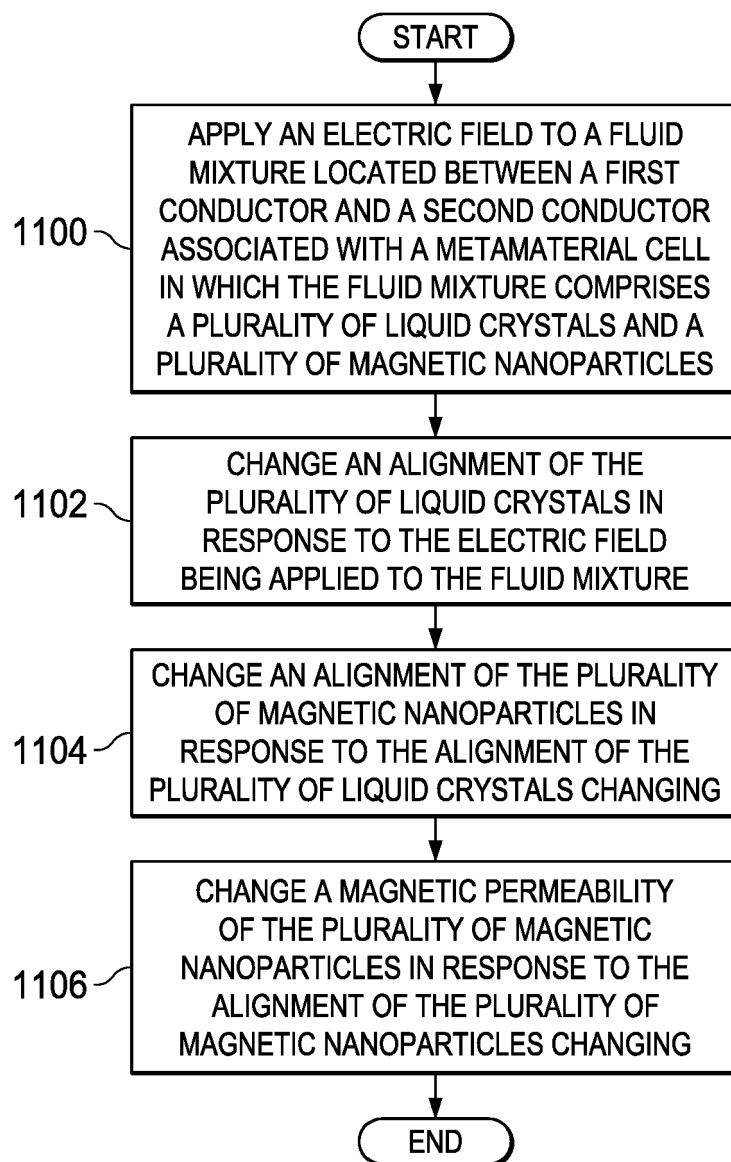 START
1100
APPLY AN ELECTRIC FIELD TO A FLUID
MIXTURE LOCATED BETWEEN A FIRST
CONDUCTOR AND A SECOND CONDUCTOR
ASSOCIATED WITH A METAMATERIAL CELL
IN WHICH THE FLUID MIXTURE COMPRISES
A PLURALITY OF LIQUID CRYSTALS AND A
PLURALITY OF MAGNETIC NANOPARTICLES
1102
CHANGE AN ALIGNMENT OF THE
PLURALITY OF LIQUID CRYSTALS IN
RESPONSE TO THE ELECTRIC FIELD
BEING APPLIED TO THE FLUID MIXTURE
1104
CHANGE AN ALIGNMENT OF THE PLURALITY
OF MAGNETIC NANOPARTICLES IN
RESPONSE TO THE ALIGNMENT OF THE
PLURALITY OF LIQUID CRYSTALS CHANGING
1106
CHANGE A MAGNETIC PERMEABILITY
OF THE PLURALITY OF MAGNETIC
NANOPARTICLES IN RESPONSE TO THE
ALIGNMENT OF THE PLURALITY OF
MAGNETIC NANOPARTICLES CHANGING
END